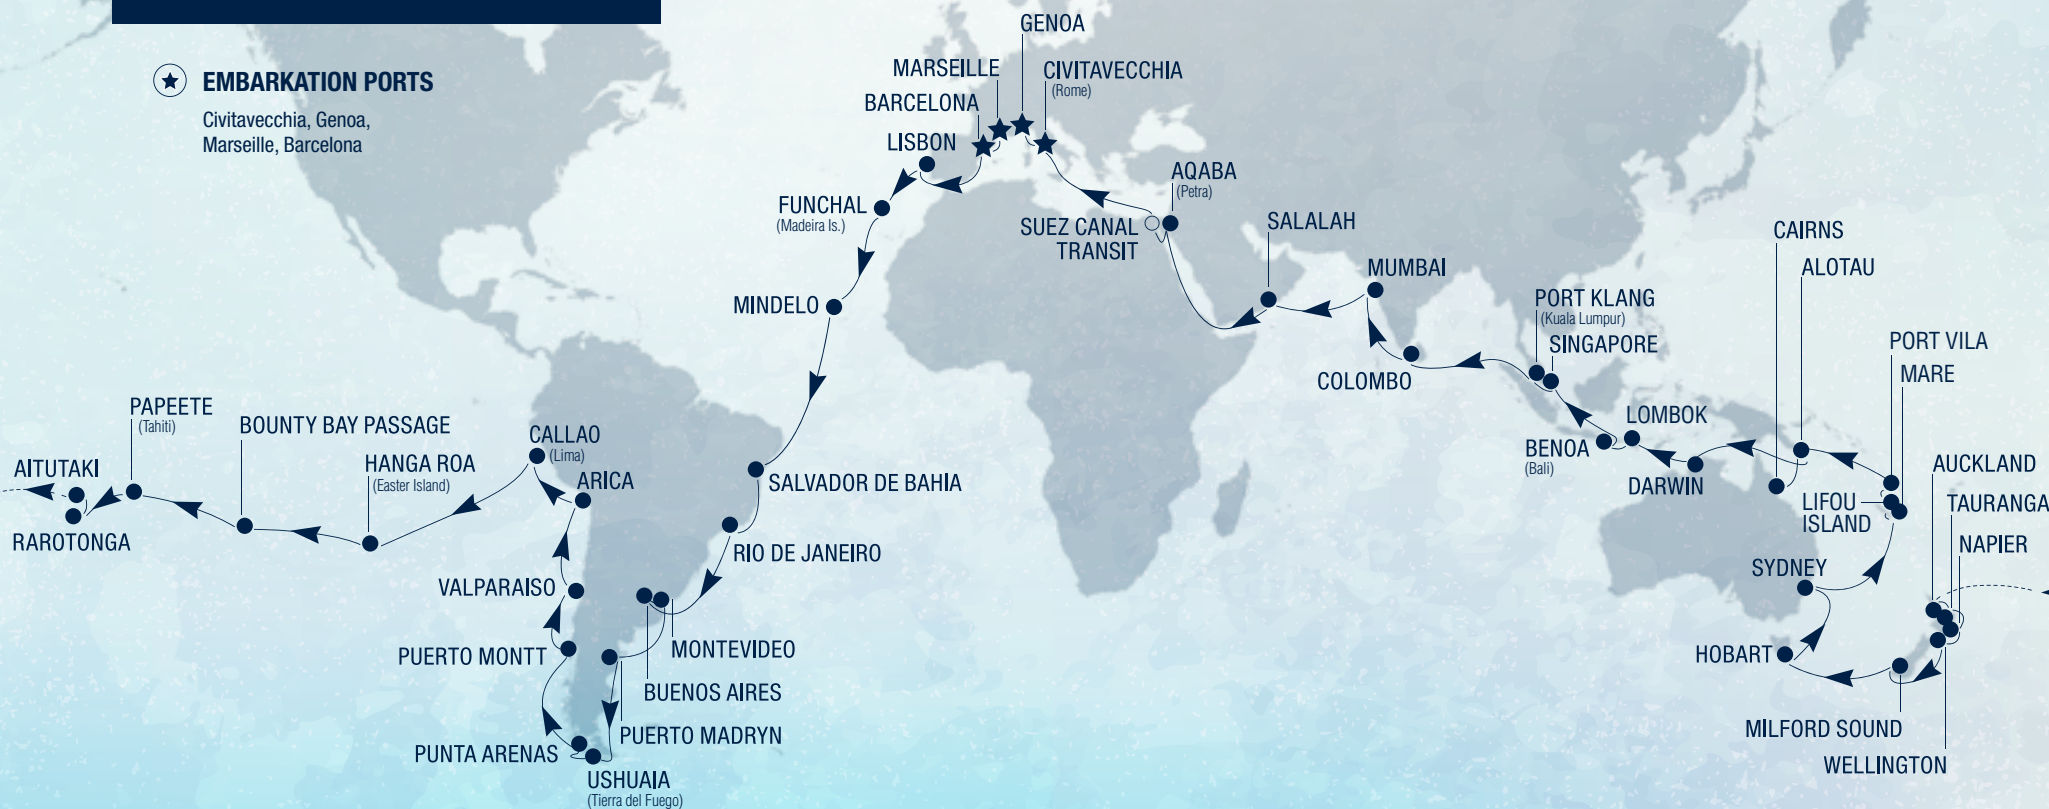 EMBARKATION PORTS
Civitavecchia, Genoa,
Marseille, Barcelona
GENOA
MARSEILLE
CIVITAVECCHIA
(Rome)
BARCELONA
LISBON
FUNCHAL
(Madeira Is.)
MINDELO
AQABA
(Petra)
SUEZ CANAL
TRANSIT
SALALAH
MUMBAI
COLOMBO
PORT KLANG
(Kuala Lumpur)
SINGAPORE
CAIRNS
ALOTAU
PORT VILA
MARE
LOMBOK
BENOA
(Bali)
DARWIN
LIFOU
ISLAND
AUCKLAND
TAURANGA
NAPIER
SYDNEY
HOBART
MILFORD SOUND
WELLINGTON
PAPEETE
(Tahiti)
AITUTAKI
RAROTONGA
BOUNTY BAY PASSAGE
HANGA ROA
(Easter Island)
CALLAO
(Lima)
ARICA
SALVADOR DE BAHIA
RIO DE JANEIRO
VALPARAISO
MONTEVIDEO
PUERTO MONTT
BUENOS AIRES
PUERTO MADRYN
PUNTA ARENAS
USHUAIA
(Tierra del Fuego)